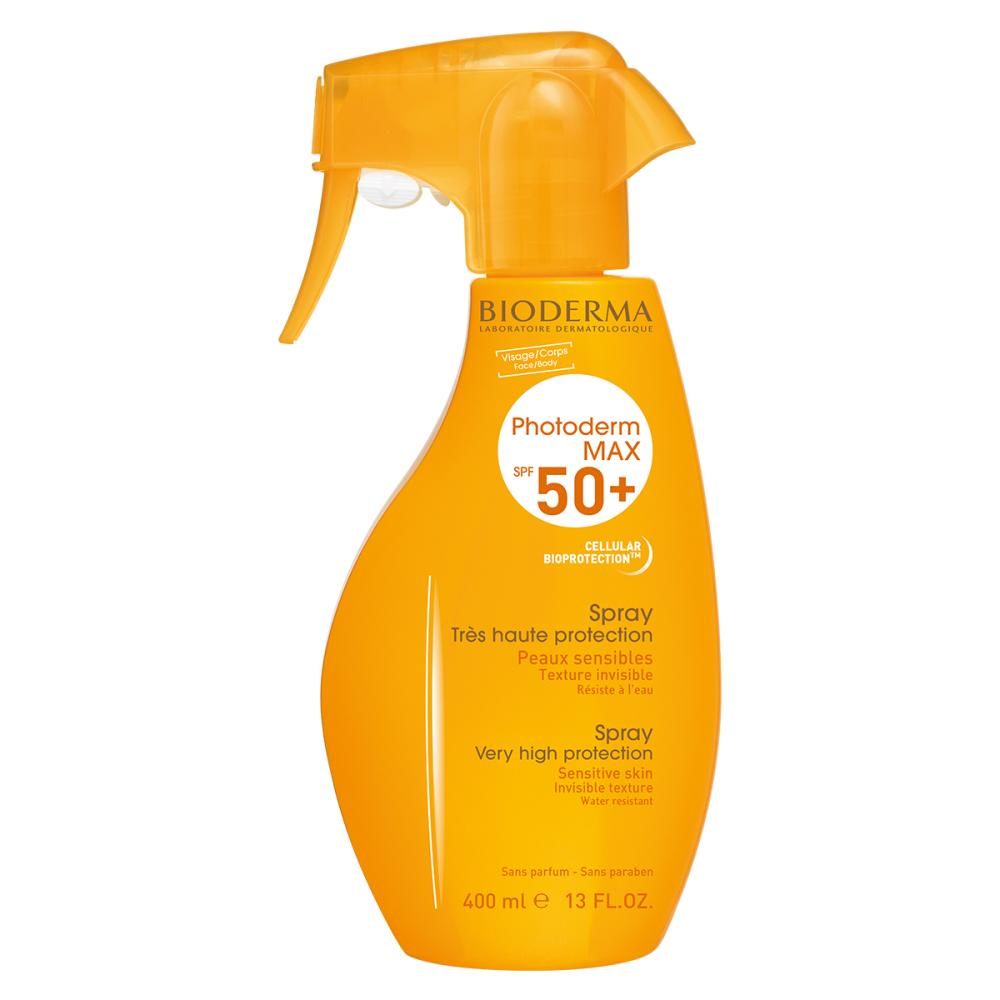 BIODERMA
LABORATOIRE DERMATOLOGIQUE
Visage/Corps
Face/Body
Photoderm
MAX
SPF 50+
CELLULAR
BIOPROTECTION™
Spray
Très haute protection
Peaux sensibles
Texture invisible
Résiste à l'eau
Spray
Very high protection
Sensitive skin
Invisible texture
Water resistant
Sans parfum - Sans paraben
400 ml ℮ 13 FL.OZ.